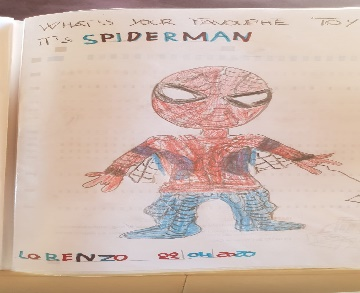 WHAT'S YOUR FAVOURITE TOY
IT'S SPIDERMAN
LORENZO 22/04/2020